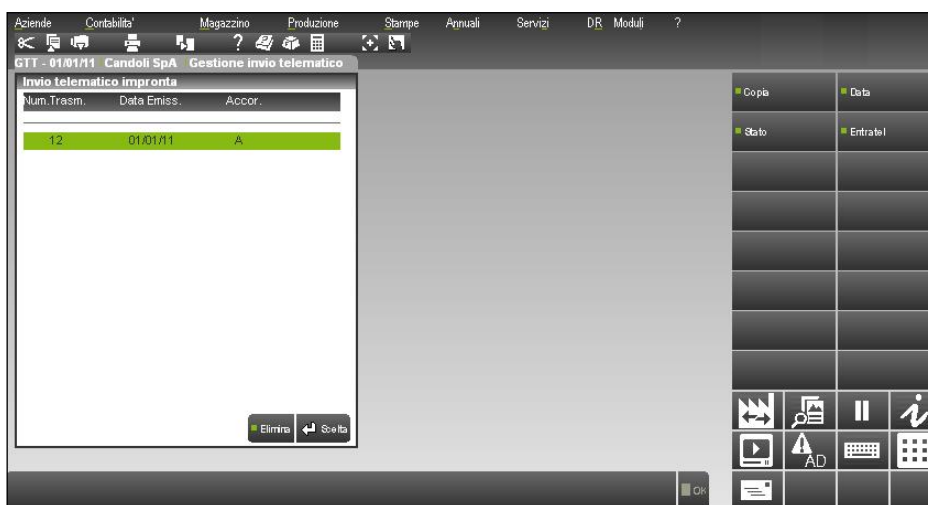 Aziende Contabilita' Magazzino Produzione Stampe Annuali Servizi DR Moduli ?
?
GTT - 01/01/11 Candoli SpA Gestione invio telematico
Invio telematico impronta
Num.Trasm. Data Emiss. Accor.
12 01/01/11 A
Elimina Scelta
Copia Data
Stato Entratel
AD
OK